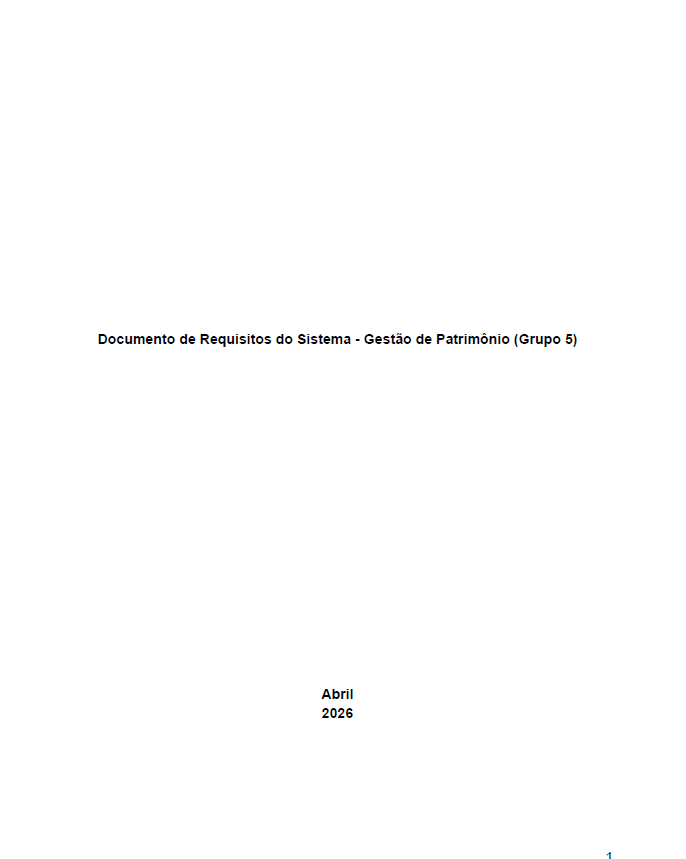 Documento de Requisitos do Sistema - Gestão de Patrimônio (Grupo 5)
Abril
2026
1